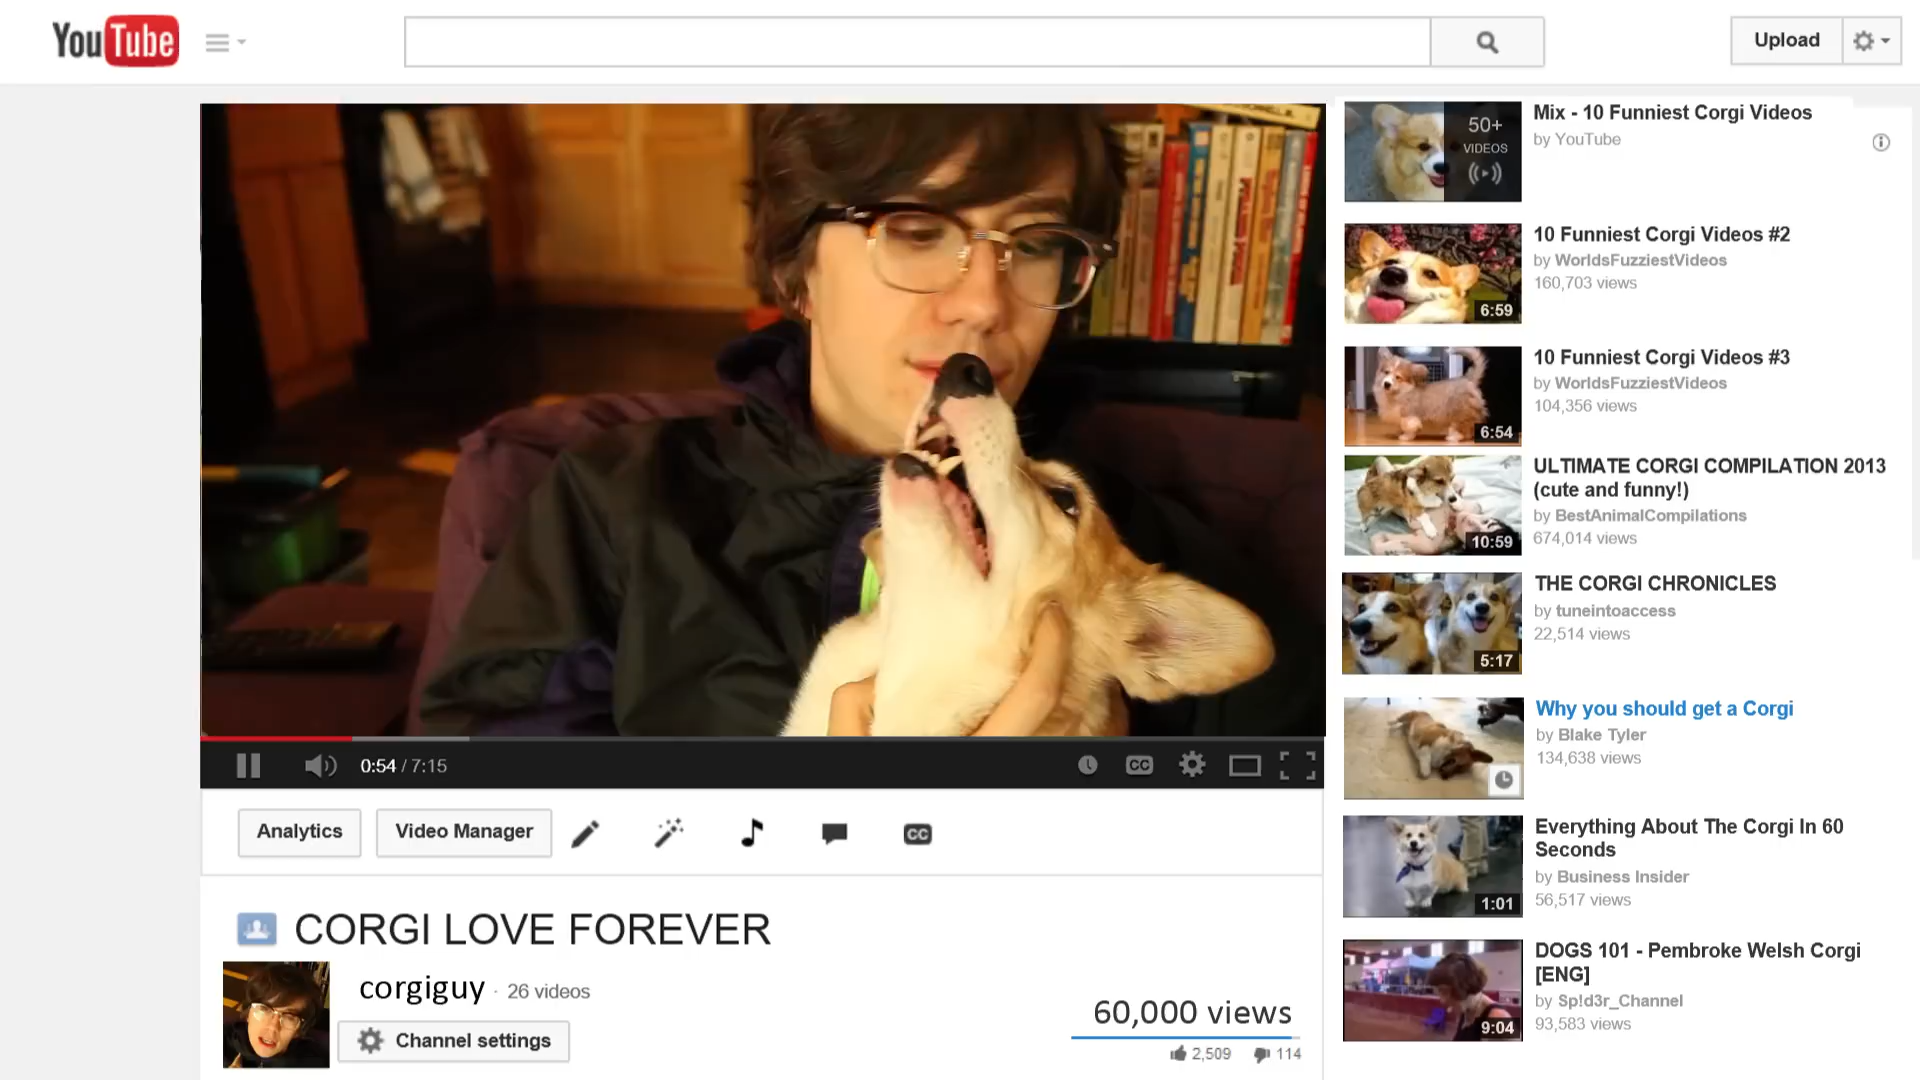 YouTube
Upload
0:54 / 7:15
CC
Analytics
Video Manager
CC
CORGI LOVE FOREVER
corgiguy · 26 videos
Channel settings
60,000 views
2,509 114
50+
VIDEOS
Mix - 10 Funniest Corgi Videos
by YouTube
6:59
10 Funniest Corgi Videos #2
by WorldsFuzziestVideos
160,703 views
6:54
10 Funniest Corgi Videos #3
by WorldsFuzziestVideos
104,356 views
10:59
ULTIMATE CORGI COMPILATION 2013
(cute and funny!)
by BestAnimalCompilations
674,014 views
5:17
THE CORGI CHRONICLES
by tuneintoaccess
22,514 views
Why you should get a Corgi
by Blake Tyler
134,638 views
1:01
Everything About The Corgi In 60
Seconds
by Business Insider
56,517 views
9:04
DOGS 101 - Pembroke Welsh Corgi
[ENG]
by Sp!d3r_Channel
93,583 views